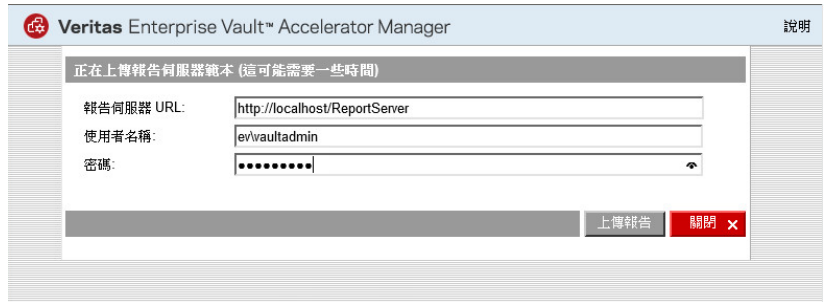 Veritas Enterprise Vault™ Accelerator Manager 說明
正在上傳報告伺服器範本 (這可能需要一些時間)
報告伺服器 URL: http://localhost/ReportServer
使用者名稱: ev\vaultadmin
密碼: ●●●●●●●●●
上傳報告 關閉 ×